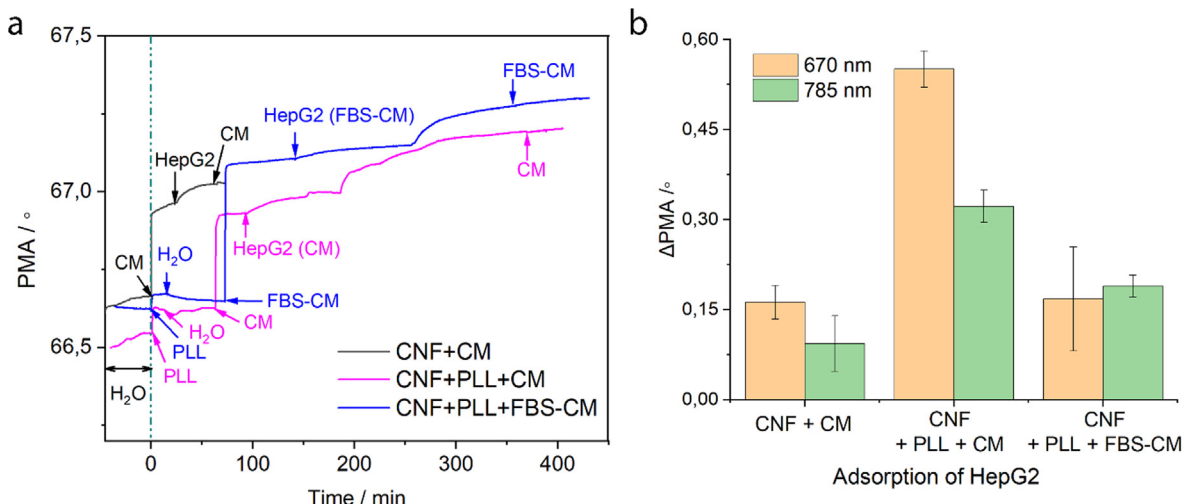 a
67,5
67,0
66,5
PMA /。
HepG2
CM
CM
H2O
PLL
H2O
PLL
H2O
CM
FBS-CM
HepG2 (CM)
HepG2 (FBS-CM)
FBS-CM
CM
CNF+CM
CNF+PLL+CM
CNF+PLL+FBS-CM
0
100
200
300
400
Time / min
b
0,60
0,45
0,30
0,15
0,00
ΔPMA /。
670 nm
785 nm
CNF + CM
CNF
+ PLL + CM
CNF
+ PLL + FBS-CM
Adsorption of HepG2